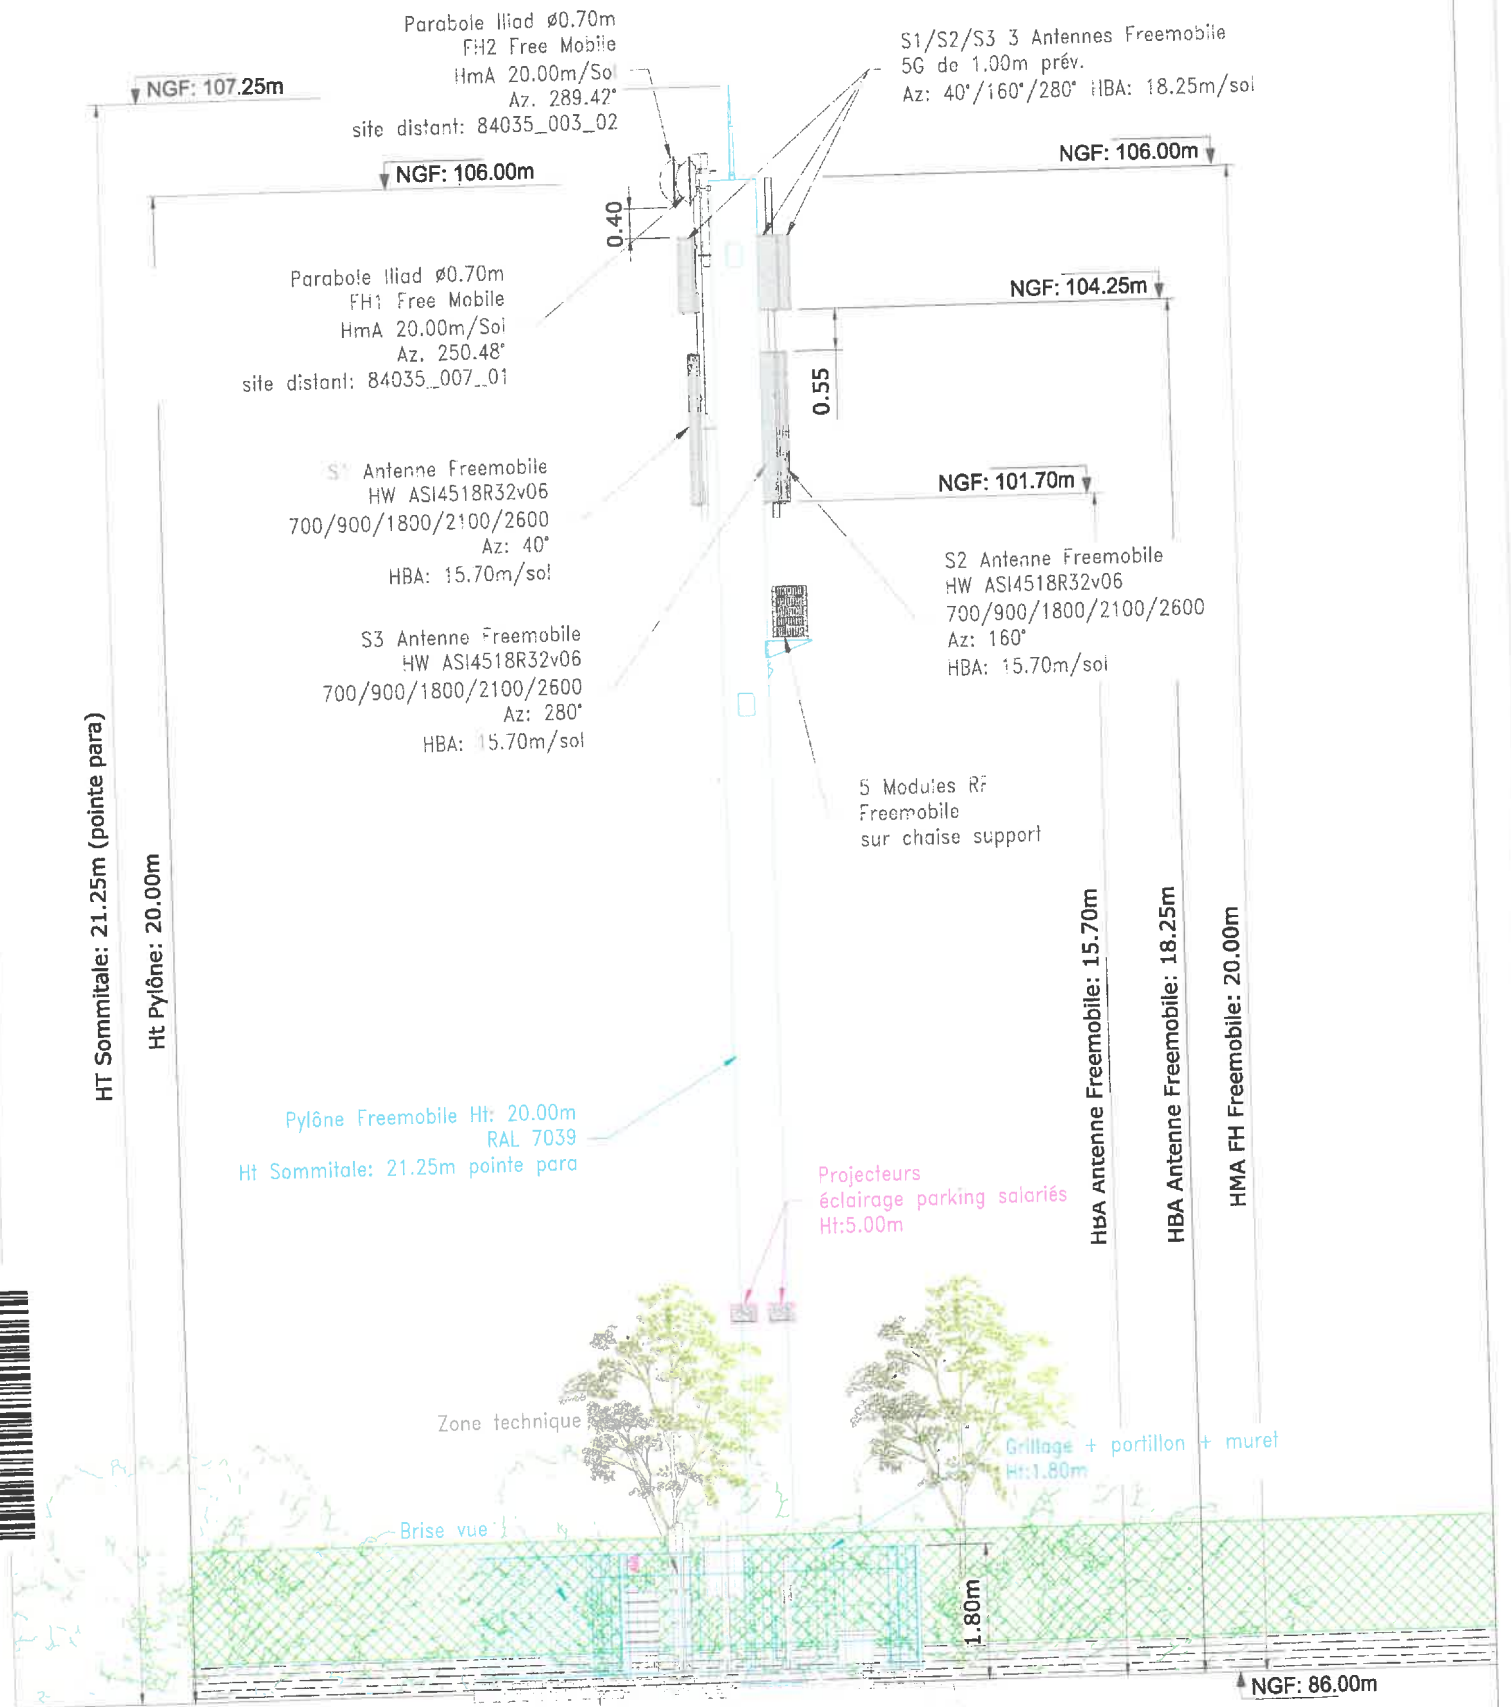 Parabole Iliad ø0.70m
FH2 Free Mobile
HmA 20.00m/Sol
Az. 289.42°
site distant: 84035_003_02
S1/S2/S3 3 Antennes Freemobile
5G de 1.00m prév.
Az: 40°/160°/280° HBA: 18.25m/sol
NGF: 107.25m
NGF: 106.00m
NGF: 106.00m
0.40
Parabole Iliad ø0.70m
FH1 Free Mobile
HmA 20.00m/Sol
Az. 250.48°
site distant: 84035_007_01
NGF: 104.25m
0.55
S1 Antenne Freemobile
HW ASI4518R32v06
700/900/1800/2100/2600
Az: 40°
HBA: 15.70m/sol
NGF: 101.70m
S2 Antenne Freemobile
HW ASI4518R32v06
700/900/1800/2100/2600
Az: 160°
HBA: 15.70m/sol
S3 Antenne Freemobile
HW ASI4518R32v06
700/900/1800/2100/2600
Az: 280°
HBA: 15.70m/sol
5 Modules RF
Freemobile
sur chaise support
HT Sommitale: 21.25m (pointe para)
Ht Pylône: 20.00m
HBA Antenne Freemobile: 15.70m
HBA Antenne Freemobile: 18.25m
HMA FH Freemobile: 20.00m
Pylône Freemobile Ht: 20.00m
RAL 7039
Ht Sommitale: 21.25m pointe para
Projecteurs
éclairage parking salariés
Ht:5.00m
Zone technique
Grillage + portillon + muret
Ht:1.80m
Brise vue
1.80m
NGF: 86.00m